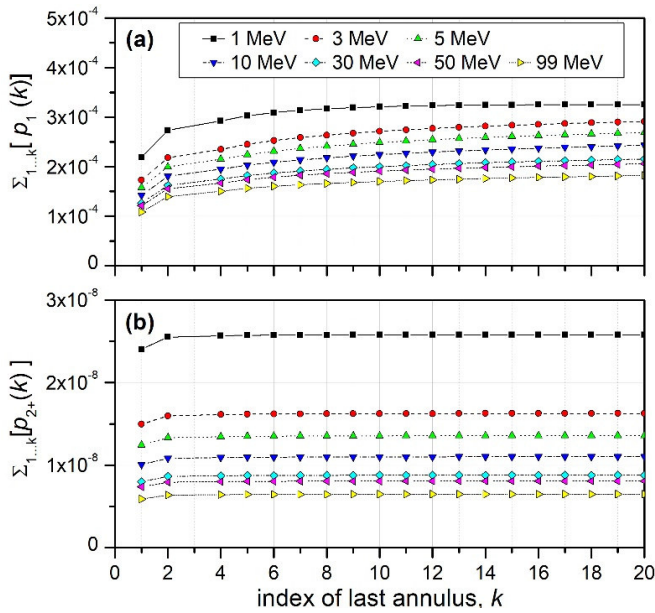 (a)
1 MeV 3 MeV 5 MeV
10 MeV 30 MeV 50 MeV 99 MeV
5x10⁻⁴
4x10⁻⁴
3x10⁻⁴
2x10⁻⁴
1x10⁻⁴
0
Σ₁...ₖ[ p₁ (k)]
(b)
3x10⁻⁸
2x10⁻⁸
1x10⁻⁸
0
Σ₁...ₖ[p₂₊(k) ]
0 2 4 6 8 10 12 14 16 18 20
index of last annulus, k